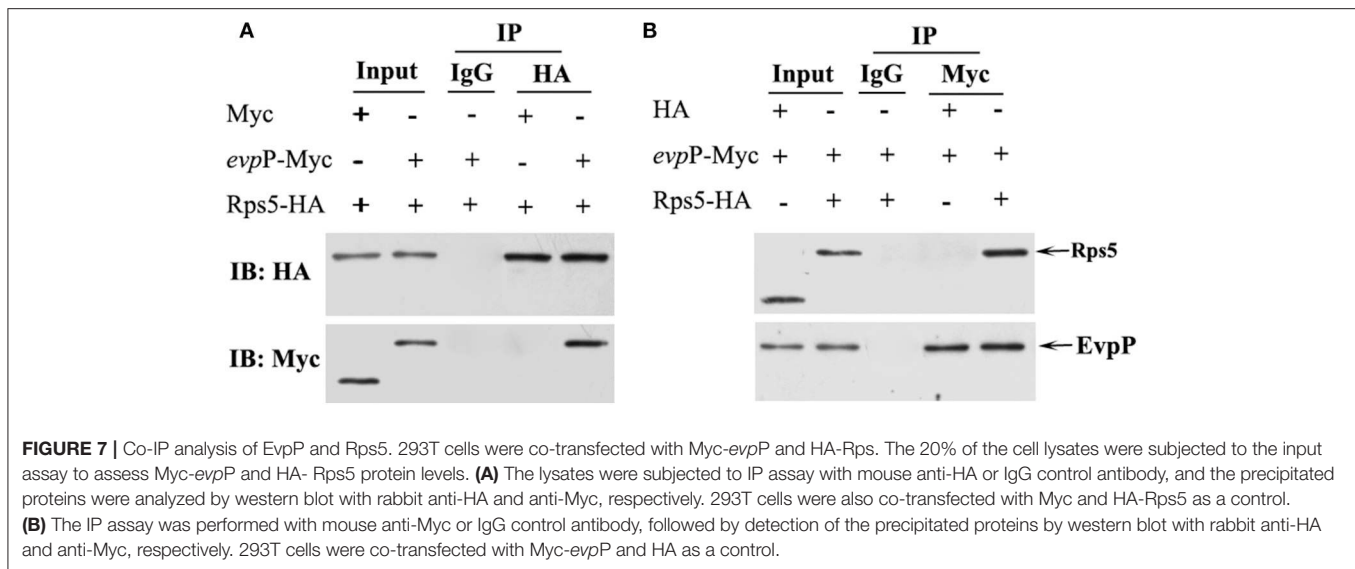 A
IP
Input IgG HA
Myc + - - + -
evpP-Myc - + + - +
Rps5-HA + + + + +
IB: HA
IB: Myc
B
IP
Input IgG Myc
HA + - - + -
evpP-Myc + + + + +
Rps5-HA - + + - +
Rps5
EvpP
FIGURE 7 | Co-IP analysis of EvpP and Rps5. 293T cells were co-transfected with Myc-evpP and HA-Rps. The 20% of the cell lysates were subjected to the input
assay to assess Myc-evpP and HA- Rps5 protein levels. (A) The lysates were subjected to IP assay with mouse anti-HA or IgG control antibody, and the precipitated
proteins were analyzed by western blot with rabbit anti-HA and anti-Myc, respectively. 293T cells were also co-transfected with Myc and HA-Rps5 as a control.
(B) The IP assay was performed with mouse anti-Myc or IgG control antibody, followed by detection of the precipitated proteins by western blot with rabbit anti-HA
and anti-Myc, respectively. 293T cells were co-transfected with Myc-evpP and HA as a control.